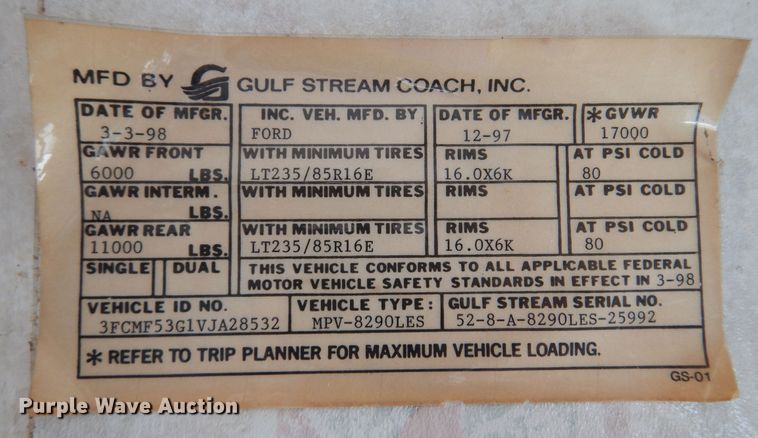 MFD BY GULF STREAM COACH, INC.
DATE OF MFGR. INC. VEH. MFD. BY DATE OF MFGR. *GVWR
3-3-98 FORD 12-97 17000
GAWR FRONT WITH MINIMUM TIRES RIMS AT PSI COLD
6000 LBS. LT235/85R16E 16.0X6K 80
GAWR INTERM. WITH MINIMUM TIRES RIMS AT PSI COLD
NA LBS.
GAWR REAR WITH MINIMUM TIRES RIMS AT PSI COLD
11000 LBS. LT235/85R16E 16.0X6K 80
SINGLE DUAL THIS VEHICLE CONFORMS TO ALL APPLICABLE FEDERAL
MOTOR VEHICLE SAFETY STANDARDS IN EFFECT IN 3-98
VEHICLE ID NO. VEHICLE TYPE: GULF STREAM SERIAL NO.
3FCMF53G1VJA28532 MPV-8290LES 52-8-A-8290LES-25992
* REFER TO TRIP PLANNER FOR MAXIMUM VEHICLE LOADING.
GS-01
Purple Wave Auction